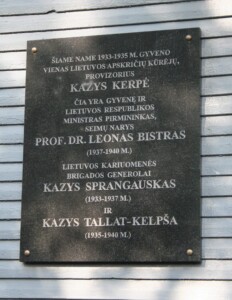 ŠIAME NAME 1933-1935 M. GYVENO
VIENAS LIETUVOS APSKRIČIŲ KŪRĖJŲ,
PROVIZORIUS
KAZYS KERPĖ
ČIA YRA GYVENĘ IR
LIETUVOS RESPUBLIKOS
MINISTRAS PIRMININKAS,
SEIMŲ NARYS
PROF. DR. LEONAS BISTRAS
(1937-1940 M.)
LIETUVOS KARIUOMENĖS
BRIGADOS GENEROLAI
KAZYS SPRANGAUSKAS
(1933-1937 M.)
IR
KAZYS TALLAT-KELPŠA
(1935-1940 M.)